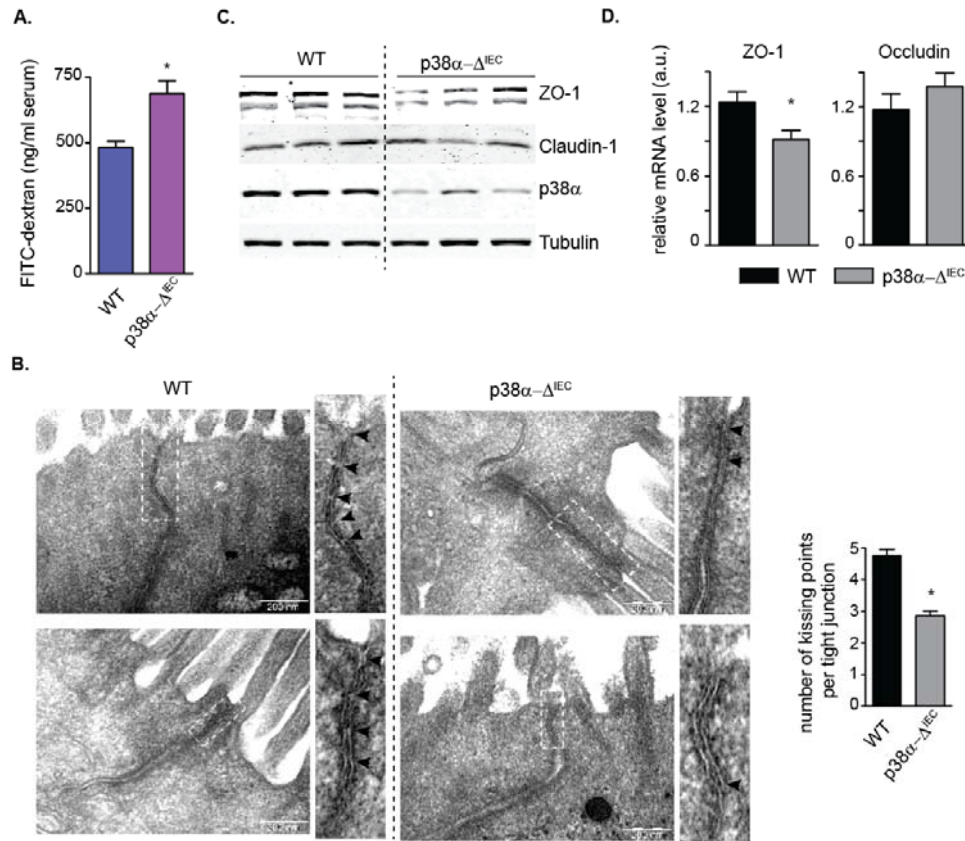 A.
FITC-dextran (ng/ml serum)
750
500
250
0
*
WT
p38α−Δ^IEC
C.
WT
p38α−Δ^IEC
ZO-1
Claudin-1
p38α
Tubulin
D.
relative mRNA level (a.u.)
ZO-1
1.2
0.6
0
*
Occludin
1.2
0.6
0
WT
p38α−Δ^IEC
B.
WT
p38α−Δ^IEC
200 nm
number of kissing points
per tight junction
5
4
3
2
1
0
*
WT
p38α−Δ^IEC